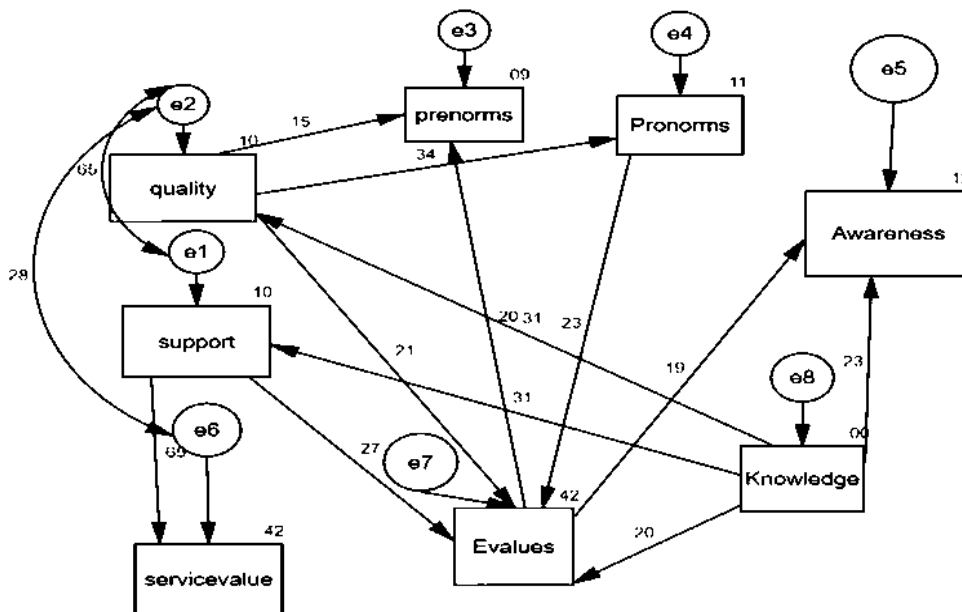 e3
e4
e5
e2
09
11
prenorms
Pronorms
15
10
34
65
quality
Awareness
e1
28
10
20
31
23
support
21
19
e8
23
31
e6
27
e7
00
65
Knowledge
42
42
20
Evalues
servicevalue